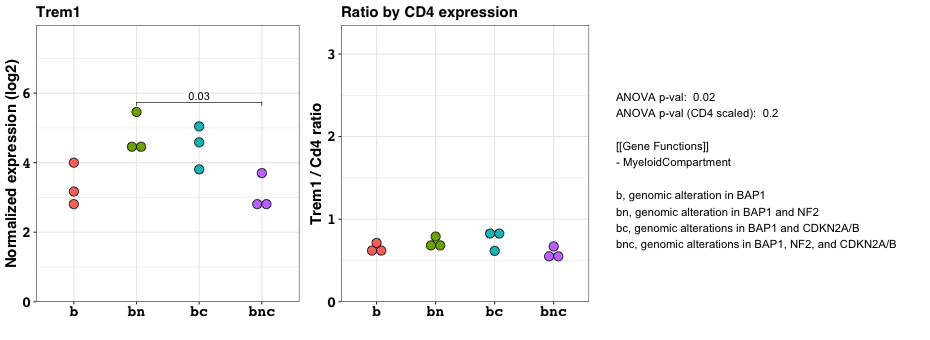 Trem1
Normalized expression (log2)
0
2
4
6
0.03
b
bn
bc
bnc
Ratio by CD4 expression
Trem1 / Cd4 ratio
0
1
2
3
b
bn
bc
bnc
ANOVA p-val:  0.02
ANOVA p-val (CD4 scaled):  0.2
[[Gene Functions]]
- MyeloidCompartment
b, genomic alteration in BAP1
bn, genomic alteration in BAP1 and NF2
bc, genomic alterations in BAP1 and CDKN2A/B
bnc, genomic alterations in BAP1, NF2, and CDKN2A/B